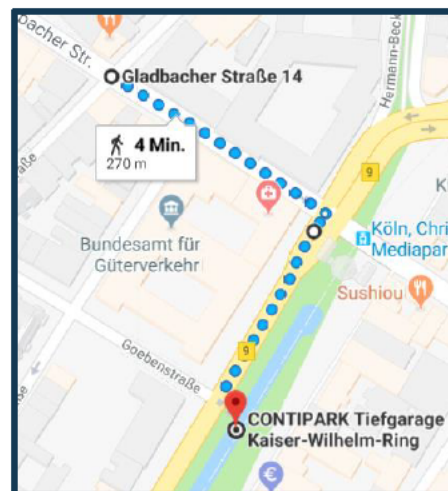 bacher Str.
Gladbacher Straße 14
Hermann-Beck
4 Min.
270 m
9
Bundesamt für
Güterverkehr
Köln, Chri
Mediapar
Sushiou
Goebenstraße
9
CONTIPARK Tiefgarage
Kaiser-Wilhelm-Ring
€